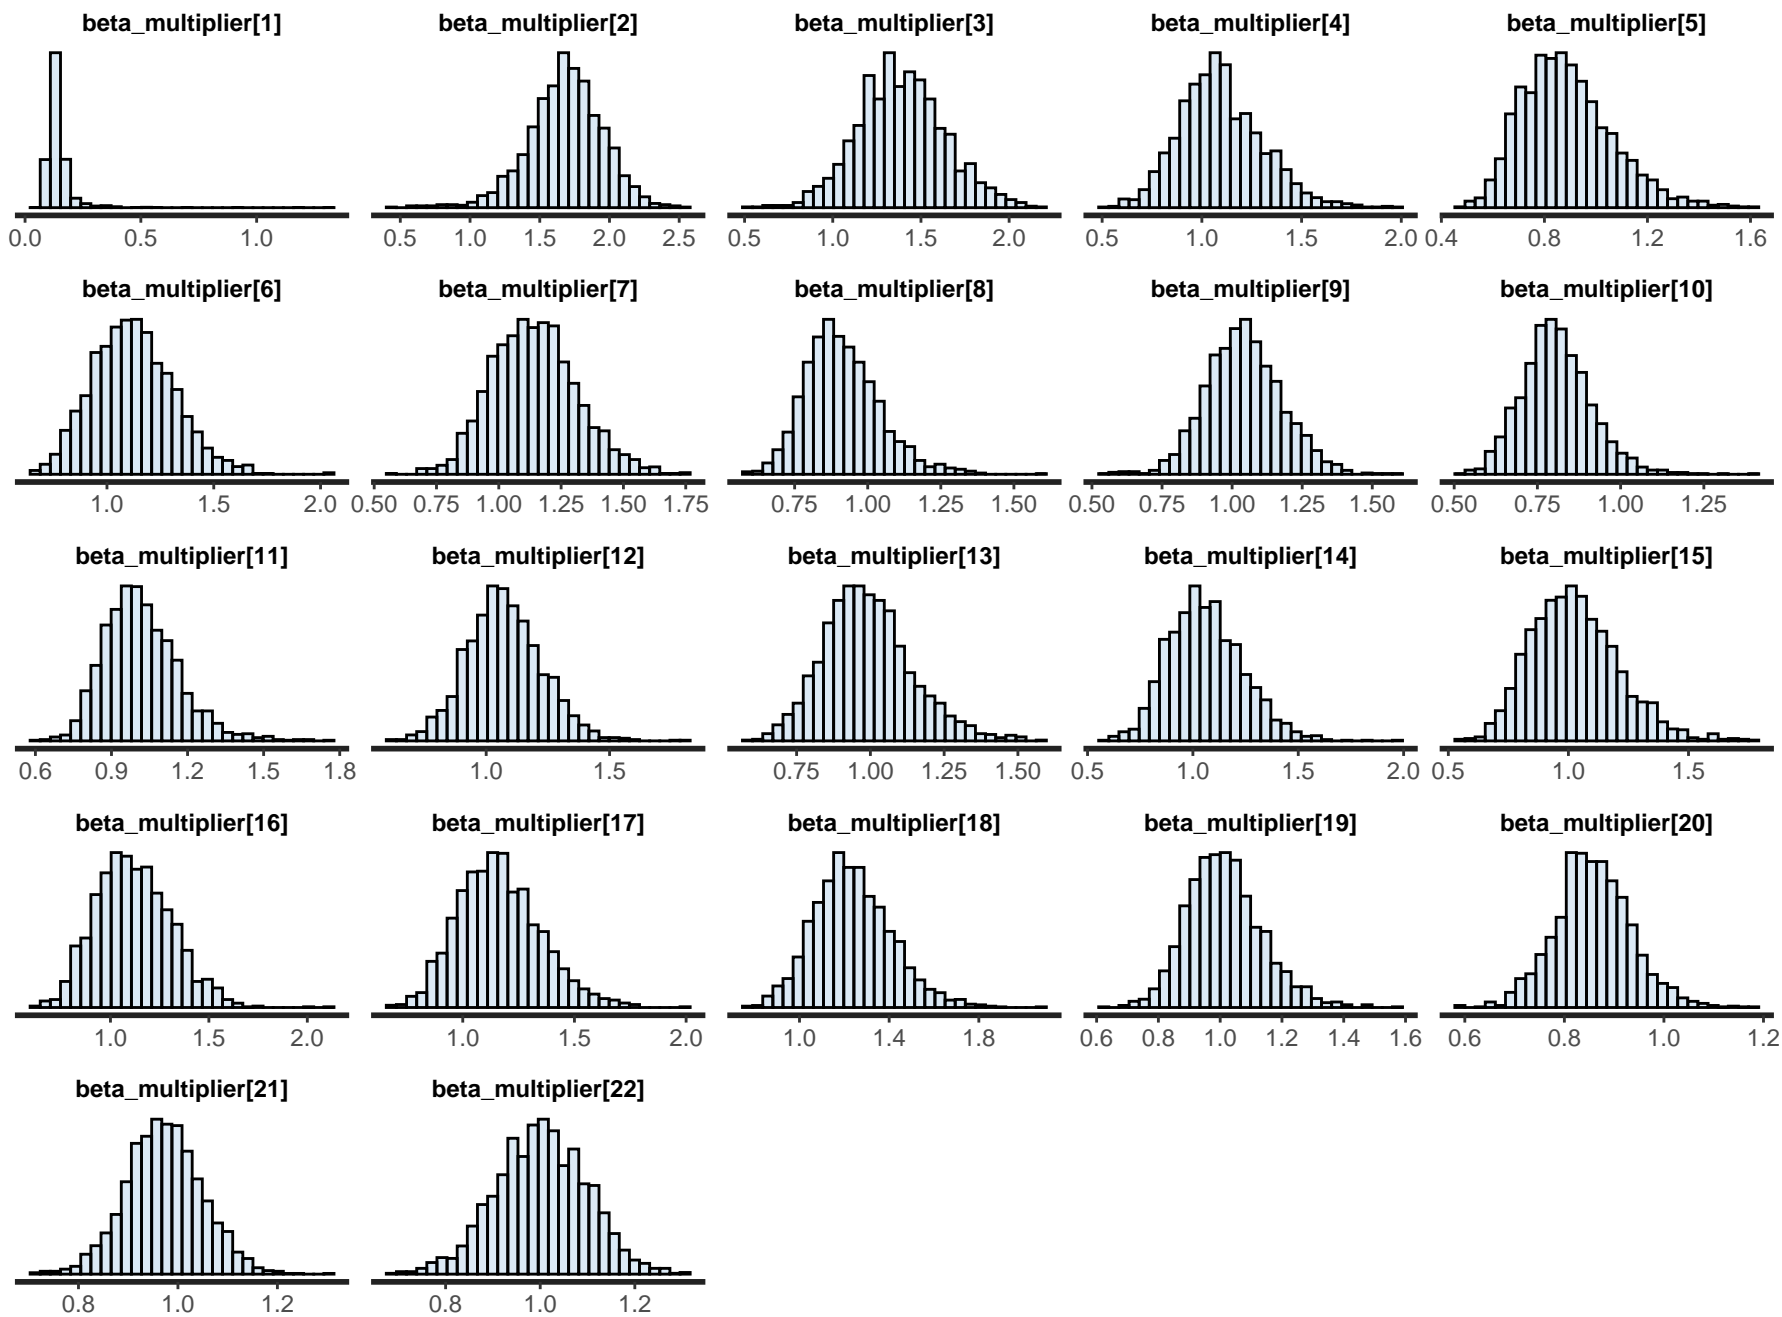 beta_multiplier[1] beta_multiplier[2] beta_multiplier[3] beta_multiplier[4] beta_multiplier[5]
0.0 0.5 1.0 0.5 1.0 1.5 2.0 2.5 0.5 1.0 1.5 2.0 0.5 1.0 1.5 2.0 0.4 0.8 1.2 1.6
beta_multiplier[6] beta_multiplier[7] beta_multiplier[8] beta_multiplier[9] beta_multiplier[10]
1.0 1.5 2.0 0.50 0.75 1.00 1.25 1.50 1.75 0.75 1.00 1.25 1.50 0.50 0.75 1.00 1.25 1.50 0.50 0.75 1.00 1.25
beta_multiplier[11] beta_multiplier[12] beta_multiplier[13] beta_multiplier[14] beta_multiplier[15]
0.6 0.9 1.2 1.5 1.8 1.0 1.5 0.75 1.00 1.25 1.50 0.5 1.0 1.5 2.0 0.5 1.0 1.5
beta_multiplier[16] beta_multiplier[17] beta_multiplier[18] beta_multiplier[19] beta_multiplier[20]
1.0 1.5 2.0 1.0 1.5 2.0 1.0 1.4 1.8 0.6 0.8 1.0 1.2 1.4 1.6 0.6 0.8 1.0 1.2
beta_multiplier[21] beta_multiplier[22]
0.8 1.0 1.2 0.8 1.0 1.2